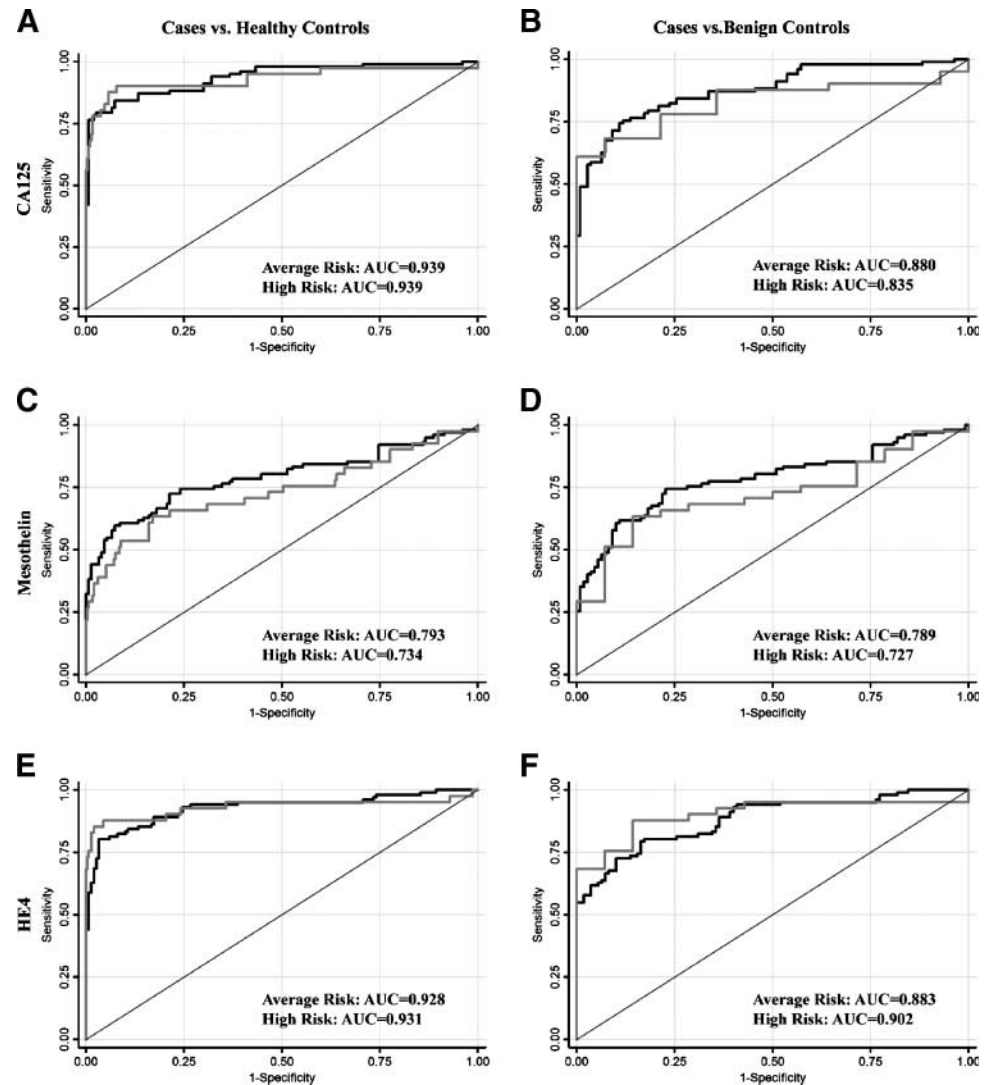 A
B
Cases vs. Healthy Controls
Cases vs.Benign Controls
CA125
Sensitivity
0.00 0.25 0.50 0.75 1.00
Average Risk: AUC=0.939
High Risk: AUC=0.939
0.00 0.25 0.50 0.75 1.00
1-Specificity
Sensitivity
0.00 0.25 0.50 0.75 1.00
Average Risk: AUC=0.880
High Risk: AUC=0.835
0.00 0.25 0.50 0.75 1.00
1-Specificity
C
D
Mesothelin
Sensitivity
0.00 0.25 0.50 0.75 1.00
Average Risk: AUC=0.793
High Risk: AUC=0.734
0.00 0.25 0.50 0.75 1.00
1-Specificity
Sensitivity
0.00 0.25 0.50 0.75 1.00
Average Risk: AUC=0.789
High Risk: AUC=0.727
0.00 0.25 0.50 0.75 1.00
1-Specificity
E
F
HE4
Sensitivity
0.00 0.25 0.50 0.75 1.00
Average Risk: AUC=0.928
High Risk: AUC=0.931
0.00 0.25 0.50 0.75 1.00
1-Specificity
Sensitivity
0.00 0.25 0.50 0.75 1.00
Average Risk: AUC=0.883
High Risk: AUC=0.902
0.00 0.25 0.50 0.75 1.00
1-Specificity